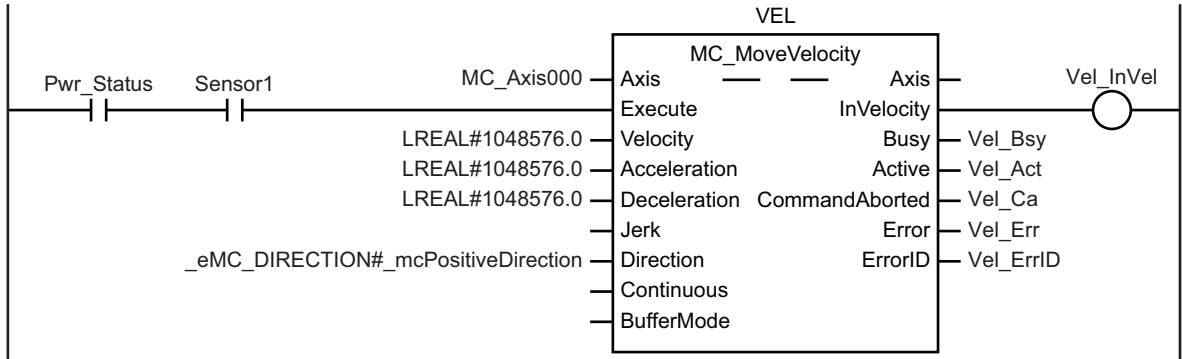 VEL
MC_MoveVelocity
Pwr_Status Sensor1 MC_Axis000 Axis Axis Vel_InVel
Execute InVelocity
LREAL#1048576.0 Velocity Busy Vel_Bsy
LREAL#1048576.0 Acceleration Active Vel_Act
LREAL#1048576.0 Deceleration CommandAborted Vel_Ca
Jerk Error Vel_Err
_eMC_DIRECTION#_mcPositiveDirection Direction ErrorID Vel_ErrID
Continuous
BufferMode